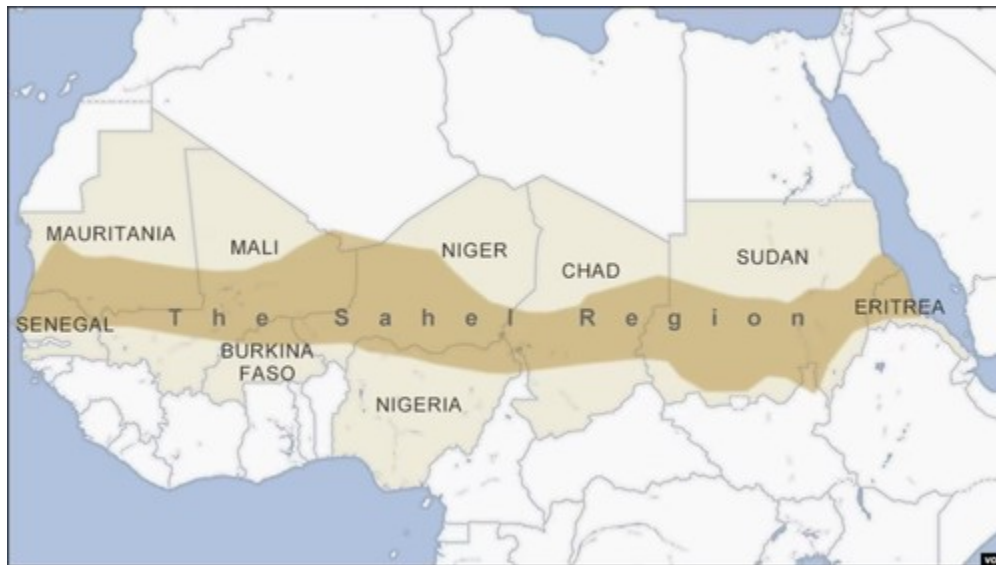 MAURITANIA
MALI
NIGER
CHAD
SUDAN
The Sahel Region
SENEGAL
ERITREA
BURKINA
FASO
NIGERIA